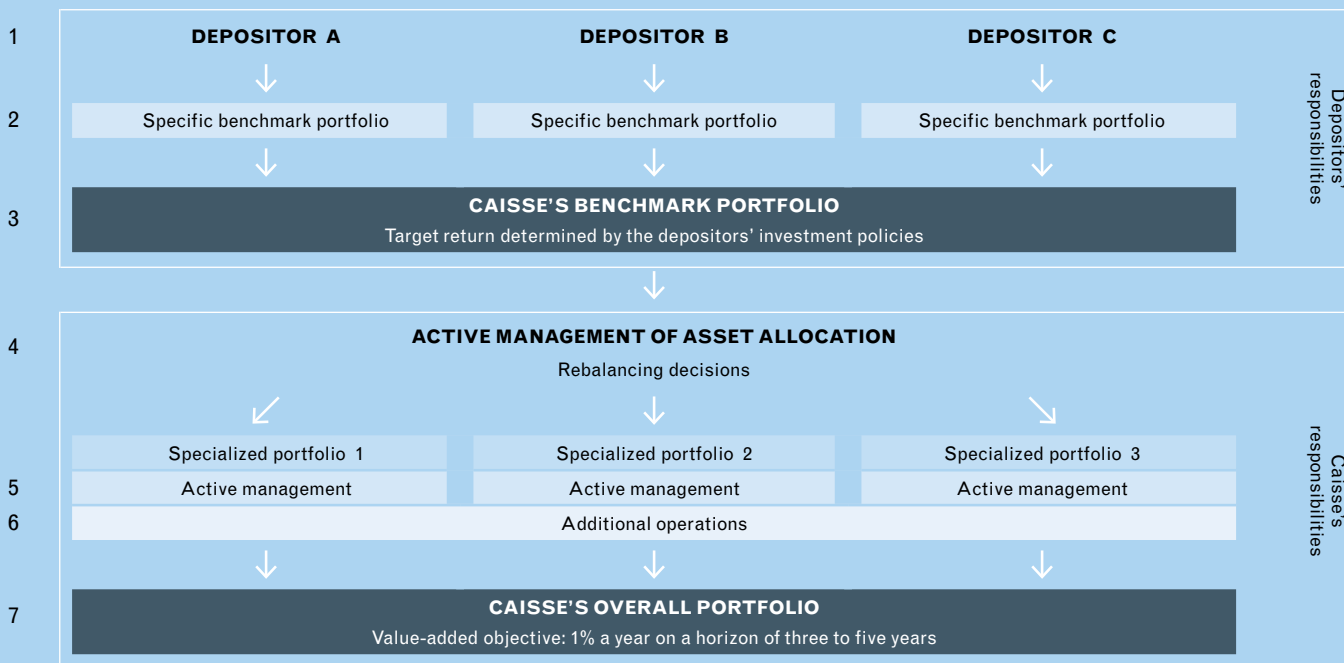 1
DEPOSITOR A
DEPOSITOR B
DEPOSITOR C
2
Specific benchmark portfolio
Specific benchmark portfolio
Specific benchmark portfolio
3
CAISSE’S BENCHMARK PORTFOLIO
Target return determined by the depositors’ investment policies
Depositors’
responsibilities
4
ACTIVE MANAGEMENT OF ASSET ALLOCATION
Rebalancing decisions
Specialized portfolio 1
Specialized portfolio 2
Specialized portfolio 3
5
Active management
Active management
Active management
6
Additional operations
7
CAISSE’S OVERALL PORTFOLIO
Value-added objective: 1% a year on a horizon of three to five years
Caisse’s
responsibilities